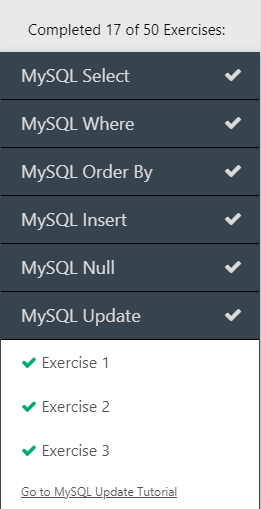 Completed 17 of 50 Exercises:
MySQL Select
MySQL Where
MySQL Order By
MySQL Insert
MySQL Null
MySQL Update
Exercise 1
Exercise 2
Exercise 3
Go to MySQL Update Tutorial